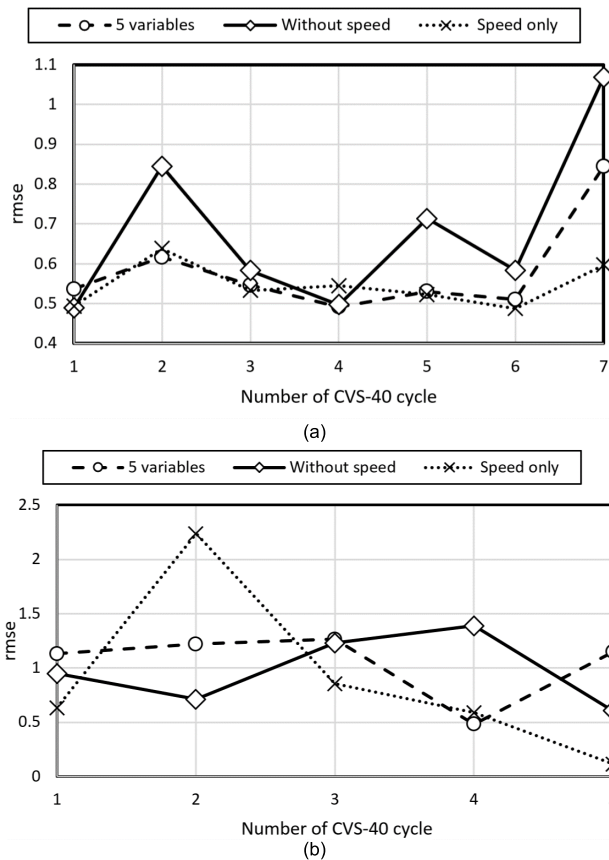 5 variables Without speed Speed only
1.1
1
0.9
0.8
0.7
0.6
0.5
0.4
rmse
1 2 3 4 5 6 7
Number of CVS-40 cycle
(a)
5 variables Without speed Speed only
2.5
2
1.5
1
0.5
0
rmse
1 2 3 4
Number of CVS-40 cycle
(b)